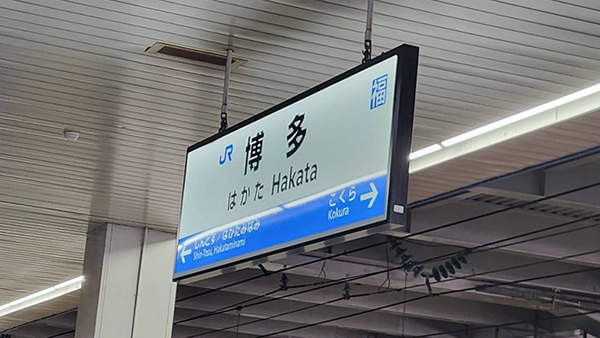 福
JR 博多
はかた Hakata
こくら
Kokura
しんとす/はかたみなみ
Shin-Tosu, Hakataminami